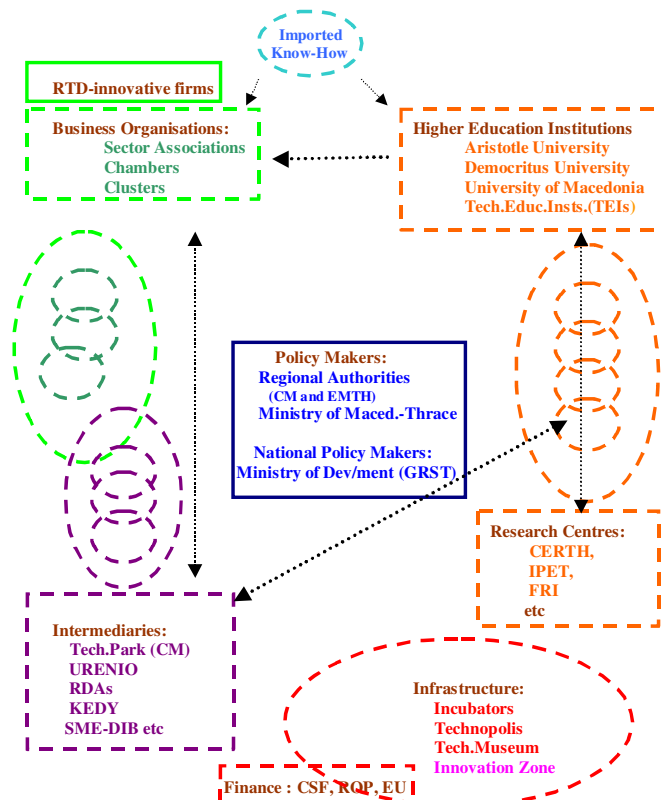 Imported
Know-How
RTD-innovative firms
Business Organisations:
Sector Associations
Chambers
Clusters
Higher Education Institutions
Aristotle University
Democritus University
University of Macedonia
Tech.Educ.Insts.(TEIs)
Policy Makers:
Regional Authorities
(CM and EMTH)
Ministry of Maced.-Thrace
National Policy Makers:
Ministry of Dev/ment (GRST)
Research Centres:
CERTH,
IPET,
FRI
etc
Intermediaries:
Tech.Park (CM)
URENIO
RDAs
KEDY
SME-DIB etc
Infrastructure:
Incubators
Technopolis
Tech.Museum
Innovation Zone
Finance : CSF, ROP, EU